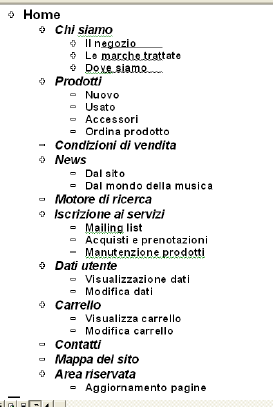 Home
Chi siamo
Il negozio
Le marche trattate
Dove siamo
Prodotti
Nuovo
Usato
Accessori
Ordina prodotto
Condizioni di vendita
News
Dal sito
Dal mondo della musica
Motore di ricerca
Iscrizione ai servizi
Mailing list
Acquisti e prenotazioni
Manutenzione prodotti
Dati utente
Visualizzazione dati
Modifica dati
Carrello
Visualizza carrello
Modifica carrello
Contatti
Mappa del sito
Area riservata
Aggiornamento pagine